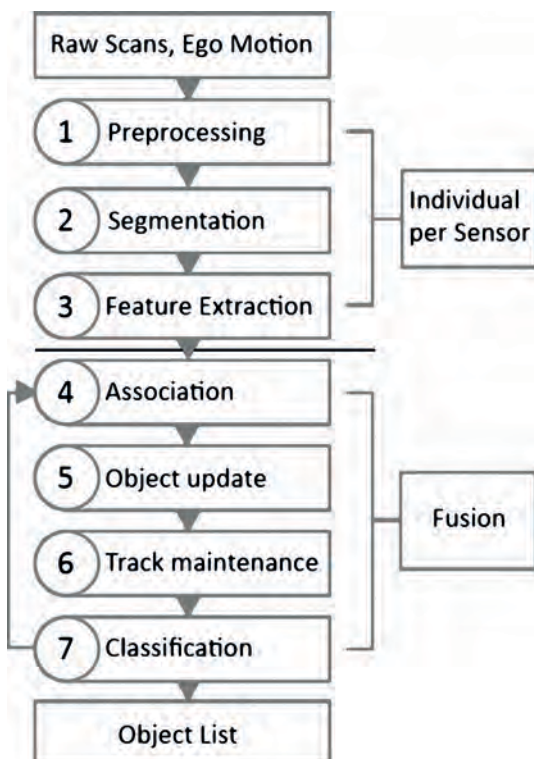 Raw Scans, Ego Motion
1 Preprocessing
2 Segmentation
3 Feature Extraction
Individual
per Sensor
4 Association
5 Object update
6 Track maintenance
7 Classification
Fusion
Object List